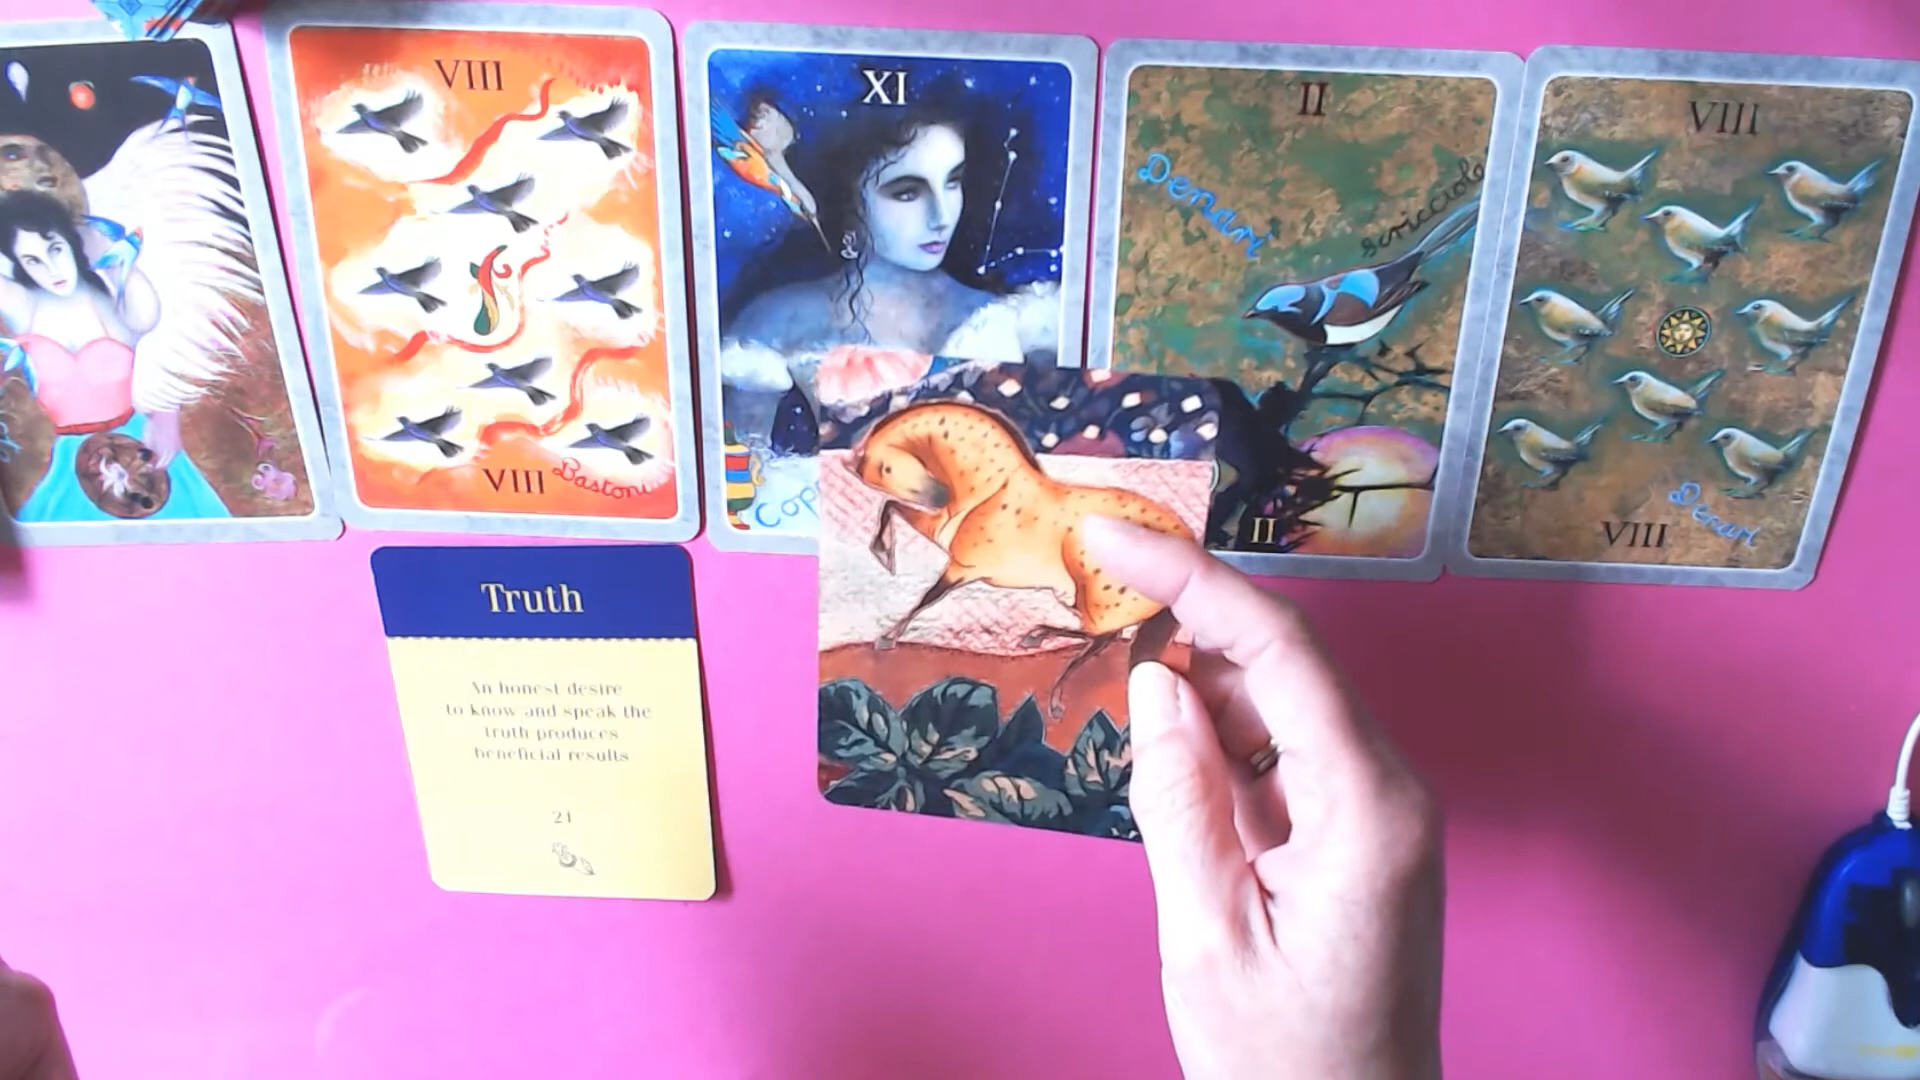 VIII
VIII
Bastoni
XI
Cop
II
Denari
scricciolo
II
VIII
VIII
Denari
Truth
An honest desire
to know and speak the
truth produces
beneficial results
21